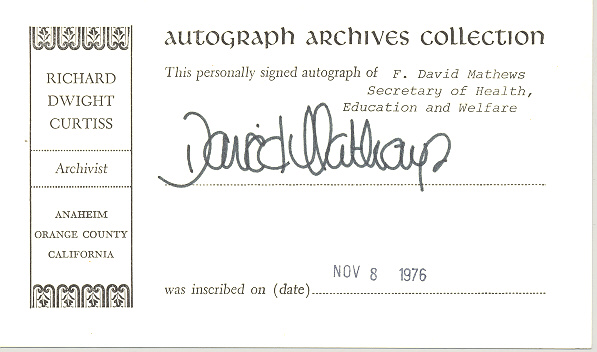 RICHARD
DWIGHT
CURTISS
Archivist
ANAHEIM
ORANGE COUNTY
CALIFORNIA
AUTOGRAPH ARCHIVES COLLECTION
This personally signed autograph of F. David Mathews
Secretary of Health,
Education and Welfare
David Mathews
NOV 8 1976
was inscribed on (date)